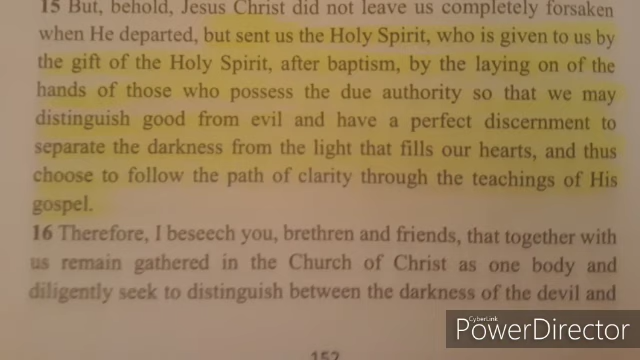 15 But, behold, Jesus Christ did not leave us completely forsaken
when He departed, but sent us the Holy Spirit, who is given to us by
the gift of the Holy Spirit, after baptism, by the laying on of the
hands of those who possess the due authority so that we may
distinguish good from evil and have a perfect discernment to
separate the darkness from the light that fills our hearts, and thus
choose to follow the path of clarity through the teachings of His
gospel.
16 Therefore, I beseech you, brethren and friends, that together with
us remain gathered in the Church of Christ as one body and
diligently seek to distinguish between the darkness of the devil and
CyberLink
PowerDirector